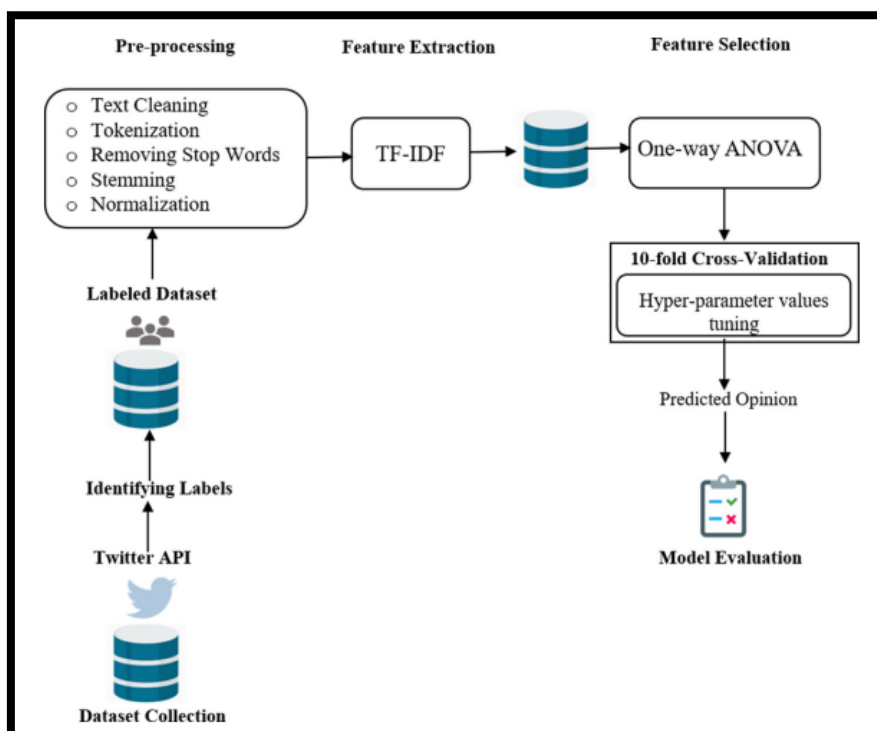 Pre-processing
Feature Extraction
Feature Selection
Text Cleaning
Tokenization
Removing Stop Words
Stemming
Normalization
TF-IDF
One-way ANOVA
10-fold Cross-Validation
Hyper-parameter values
tuning
Labeled Dataset
Predicted Opinion
Identifying Labels
Twitter API
Model Evaluation
Dataset Collection